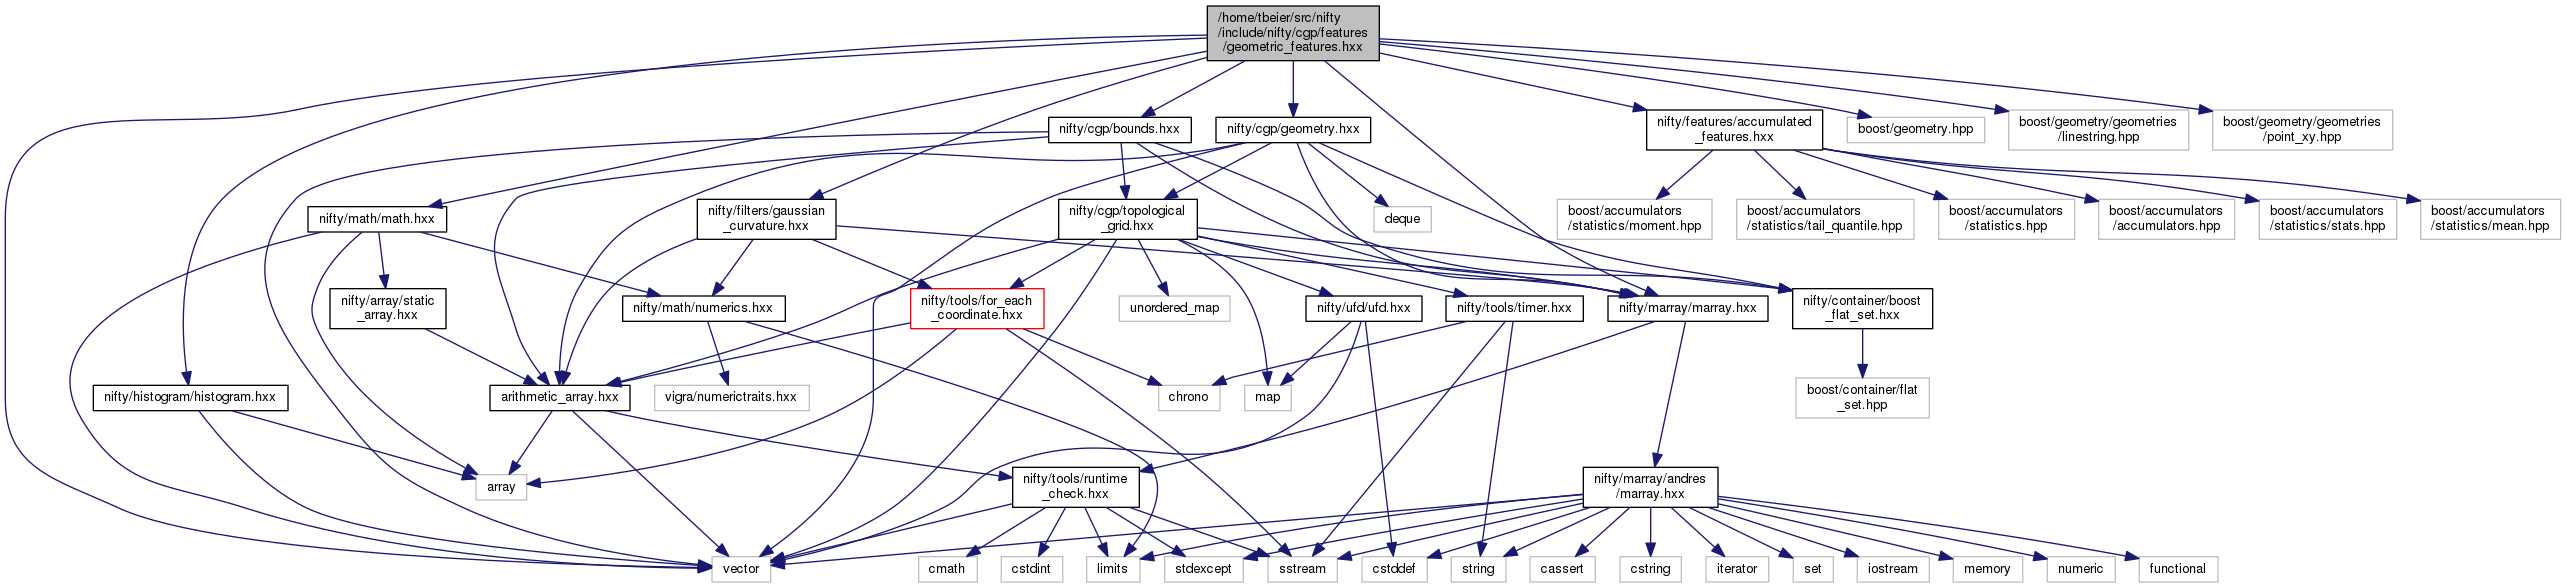 /home/tbeier/src/nifty
/include/nifty/cgp/features
/geometric_features.hxx
nifty/cgp/bounds.hxx
nifty/cgp/geometry.hxx
nifty/features/accumulated
_features.hxx
boost/geometry.hpp
boost/geometry/geometries
/linestring.hpp
boost/geometry/geometries
/point_xy.hpp
nifty/math/math.hxx
nifty/filters/gaussian
_curvature.hxx
nifty/cgp/topological
_grid.hxx
deque
boost/accumulators
/statistics/moment.hpp
boost/accumulators
/statistics/tail_quantile.hpp
boost/accumulators
/statistics.hpp
boost/accumulators
/accumulators.hpp
boost/accumulators
/statistics/stats.hpp
boost/accumulators
/statistics/mean.hpp
nifty/array/static
_array.hxx
nifty/math/numerics.hxx
nifty/tools/for_each
_coordinate.hxx
unordered_map
nifty/ufd/ufd.hxx
nifty/tools/timer.hxx
nifty/marray/marray.hxx
nifty/container/boost
_flat_set.hxx
nifty/histogram/histogram.hxx
arithmetic_array.hxx
vigra/numerictraits.hxx
chrono
map
boost/container/flat
_set.hpp
array
nifty/tools/runtime
_check.hxx
nifty/marray/andres
/marray.hxx
vector
cmath
cstdint
limits
stdexcept
sstream
cstddef
string
cassert
cstring
iterator
set
iostream
memory
numeric
functional